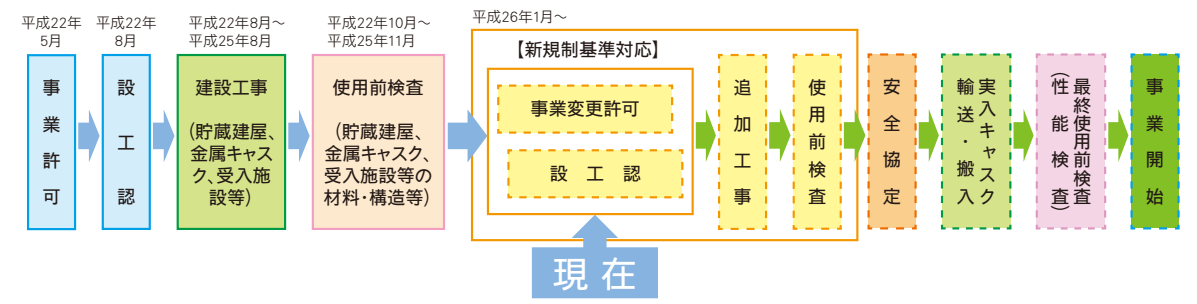 平成22年
5月
事業許可
平成22年
8月
設工認
平成22年8月～
平成25年8月
建設工事
(貯蔵建屋、
金属キャス
ク、受入施
設等)
平成22年10月～
平成25年11月
使用前検査
(貯蔵建屋、
金属キャスク、
受入施設等の
材料・構造等)
平成26年1月～
【新規制基準対応】
事業変更許可
設工認
追加工事
使用前検査
安全協定
実入キャスク
輸送・搬入
最終使用前検査
(性能検査)
事業開始
現在